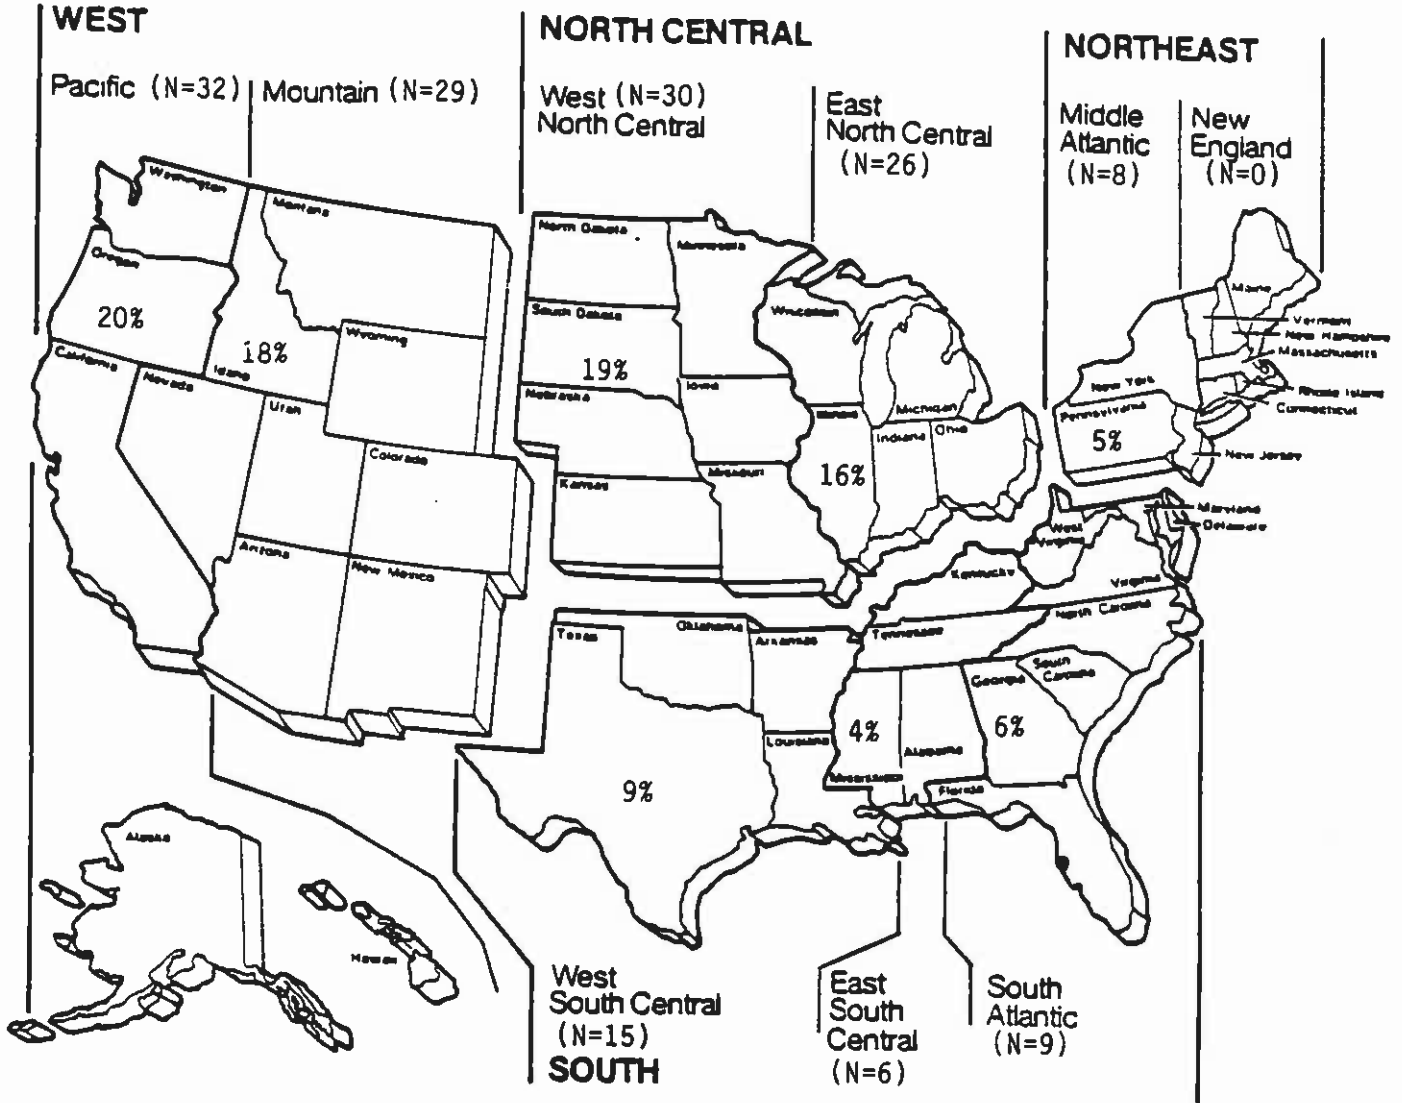 WEST
NORTH CENTRAL
NORTHEAST
Pacific (N=32)
Mountain (N=29)
West (N=30)
North Central
East
North Central
(N=26)
Middle
Atlantic
(N=8)
New
England
(N=0)
Washington
Montana
Oregon
20%
18%
Idaho
Wyoming
California
Nevada
Utah
Colorado
Arizona
New Mexico
North Dakota
Minnesota
South Dakota
19%
Nebraska
Iowa
Kansas
Missouri
Wisconsin
Michigan
Illinois
Indiana
Ohio
16%
Maine
Vermont
New Hampshire
Massachusetts
Rhode Island
Connecticut
New York
Pennsylvania
5%
New Jersey
Maryland
Delaware
West
Virginia
Virginia
Kentucky
North Carolina
Tennessee
South
Carolina
Georgia
6%
Texas
Oklahoma
Arkansas
Louisiana
9%
4%
Mississippi
Alabama
Florida
Alaska
Hawaii
West
South Central
(N=15)
SOUTH
East
South
Central
(N=6)
South
Atlantic
(N=9)